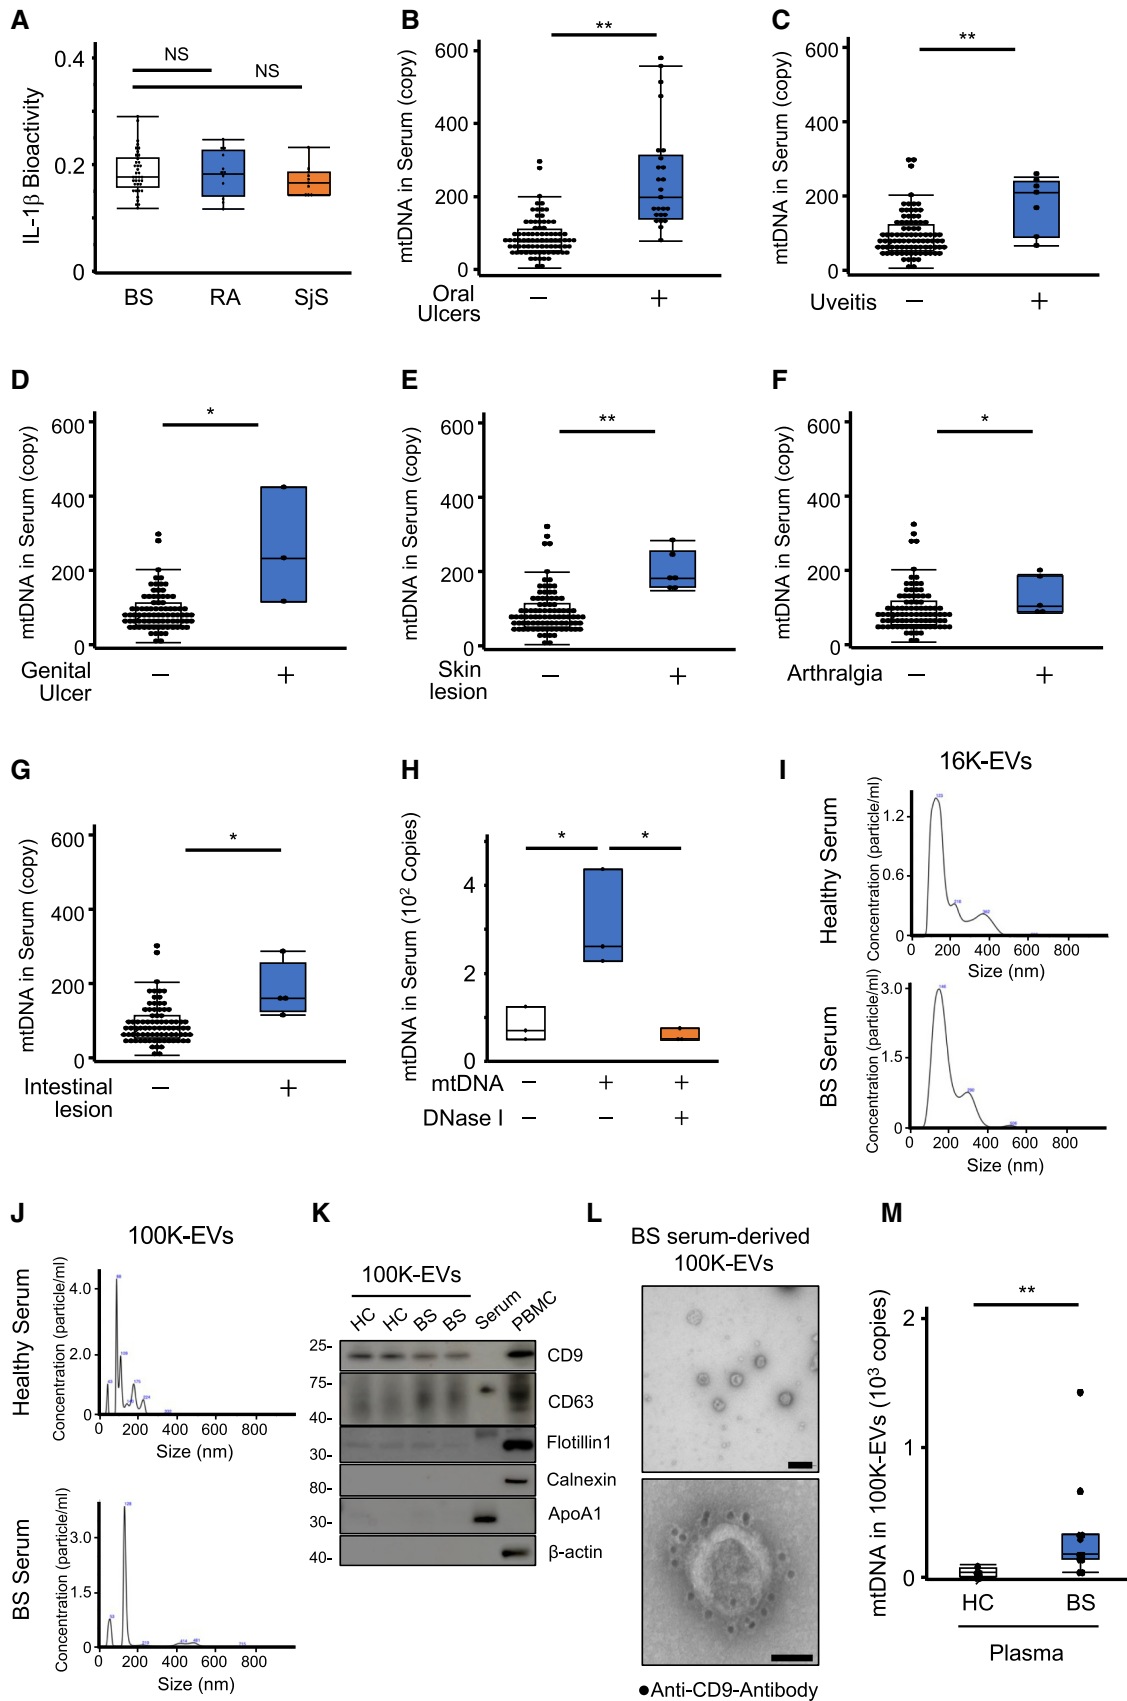 A
IL-1β Bioactivity
0.4
0.2
0
NS
NS
BS RA SjS
B
mtDNA in Serum (copy)
600
400
200
0
**
Oral Ulcers
− +
C
mtDNA in Serum (copy)
600
400
200
0
**
Uveitis − +
D
mtDNA in Serum (copy)
600
400
200
0
*
Genital Ulcer
− +
E
mtDNA in Serum (copy)
600
400
200
0
**
Skin lesion
− +
F
mtDNA in Serum (copy)
600
400
200
0
*
Arthralgia − +
G
mtDNA in Serum (copy)
600
400
200
0
*
Intestinal lesion
− +
H
mtDNA in Serum (10² Copies)
4
2
0
* *
mtDNA − + +
DNase I − − +
I
16K-EVs
Healthy Serum
Concentration (particle/ml)
1.2
0.6
0
0 200 400 600 800
Size (nm)
BS Serum
Concentration (particle/ml)
3.0
1.5
0
0 200 400 600 800
Size (nm)
J
100K-EVs
Healthy Serum
Concentration (particle/ml)
4.0
2.0
0
0 200 400 600 800
Size (nm)
BS Serum
Concentration (particle/ml)
3.0
0
0 200 400 600 800
Size (nm)
K
100K-EVs
HC HC BS BS Serum PBMC
25- CD9
75-
40- CD63
30- Flotillin1
80- Calnexin
30- ApoA1
40- β-actin
L
BS serum-derived
100K-EVs
●Anti-CD9-Antibody
M
mtDNA in 100K-EVs (10³ copies)
2
1
0
**
HC BS
Plasma